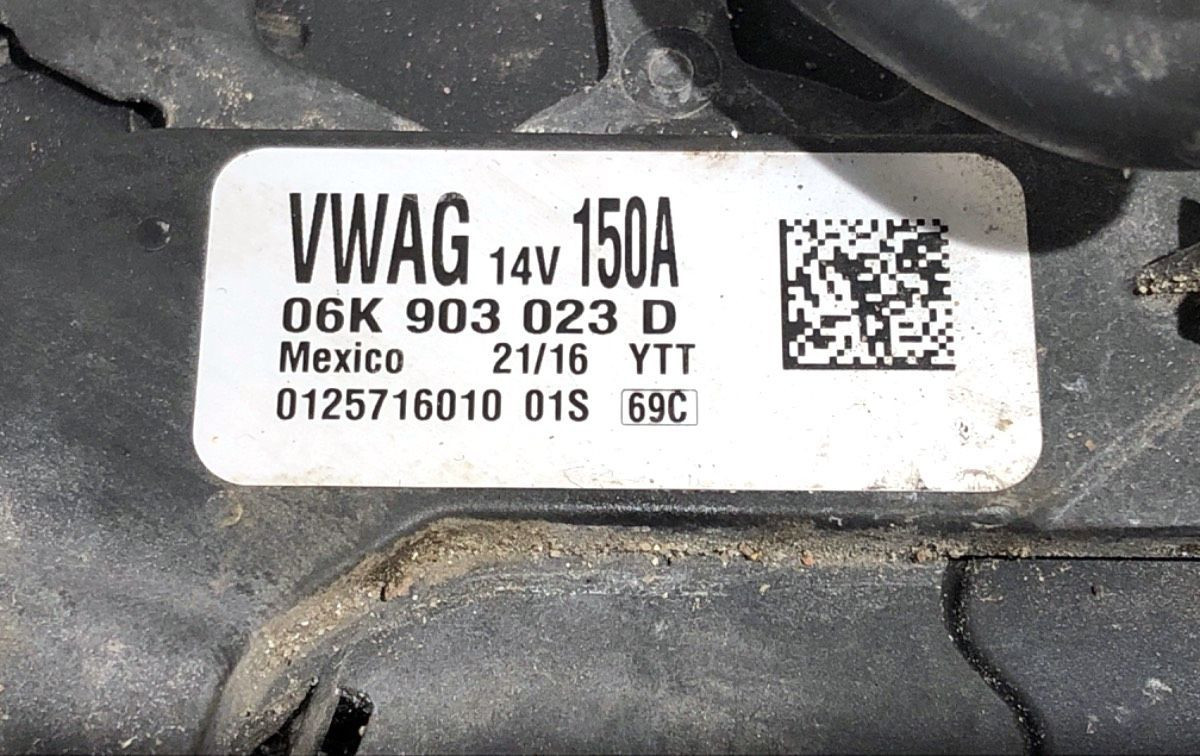 VWAG 14V 150A
06K 903 023 D
Mexico 21/16 YTT
0125716010 01S 69C